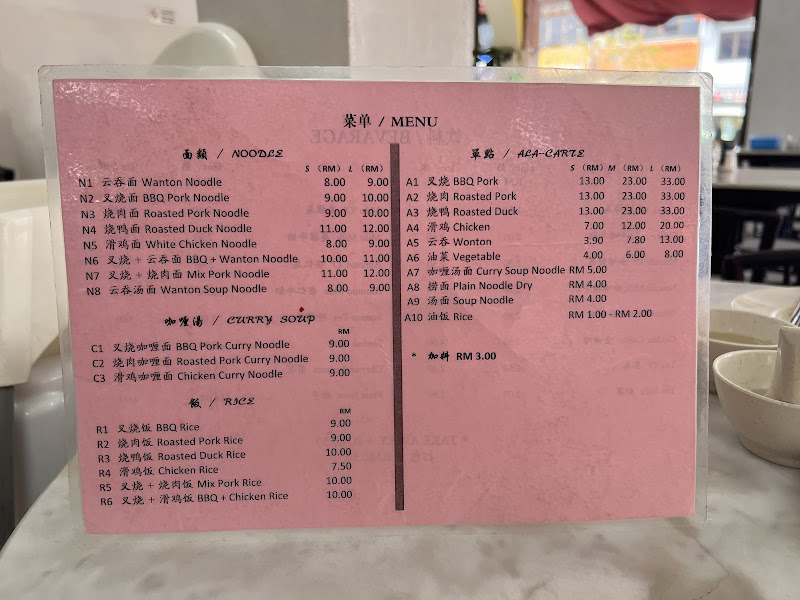 菜单 / MENU
面類 / NOODLE
S (RM) L (RM)
N1 云吞面 Wanton Noodle 8.00 9.00
N2 叉烧面 BBQ Pork Noodle 9.00 10.00
N3 烧肉面 Roasted Pork Noodle 9.00 10.00
N4 烧鸭面 Roasted Duck Noodle 11.00 12.00
N5 滑鸡面 White Chicken Noodle 8.00 9.00
N6 叉烧 + 云吞面 BBQ + Wanton Noodle 10.00 11.00
N7 叉烧 + 烧肉面 Mix Pork Noodle 11.00 12.00
N8 云吞汤面 Wanton Soup Noodle 8.00 9.00
咖喱湯 / CURRY SOUP
RM
C1 叉烧咖喱面 BBQ Pork Curry Noodle 9.00
C2 烧肉咖喱面 Roasted Pork Curry Noodle 9.00
C3 滑鸡咖喱面 Chicken Curry Noodle 9.00
飯 / RICE
RM
R1 叉烧饭 BBQ Rice 9.00
R2 烧肉饭 Roasted Pork Rice 9.00
R3 烧鸭饭 Roasted Duck Rice 10.00
R4 滑鸡饭 Chicken Rice 7.50
R5 叉烧 + 烧肉饭 Mix Pork Rice 10.00
R6 叉烧 + 滑鸡饭 BBQ + Chicken Rice 10.00
單點 / ALA-CARTE
S (RM) M (RM) L (RM)
A1 叉烧 BBQ Pork 13.00 23.00 33.00
A2 烧肉 Roasted Pork 13.00 23.00 33.00
A3 烧鸭 Roasted Duck 13.00 23.00 33.00
A4 滑鸡 Chicken 7.00 12.00 20.00
A5 云吞 Wonton 3.90 7.80 13.00
A6 油菜 Vegetable 4.00 6.00 8.00
A7 咖喱汤面 Curry Soup Noodle RM 5.00
A8 捞面 Plain Noodle Dry RM 4.00
A9 汤面 Soup Noodle RM 4.00
A10 油饭 Rice RM 1.00 - RM 2.00
* 加料 RM 3.00